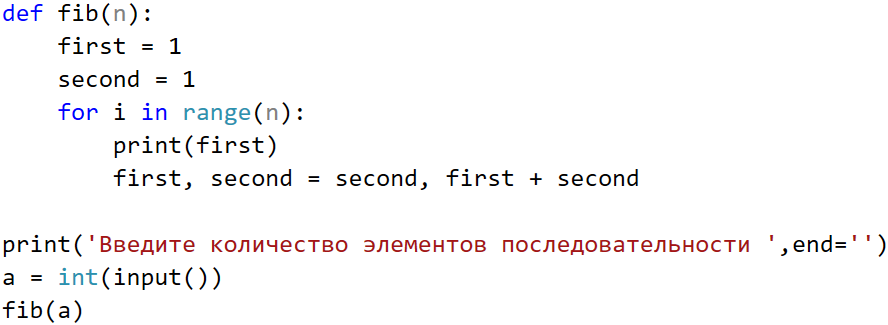 def fib(n):
    first = 1
    second = 1
    for i in range(n):
        print(first)
        first, second = second, first + second

print('Введите количество элементов последовательности ',end='')
a = int(input())
fib(a)